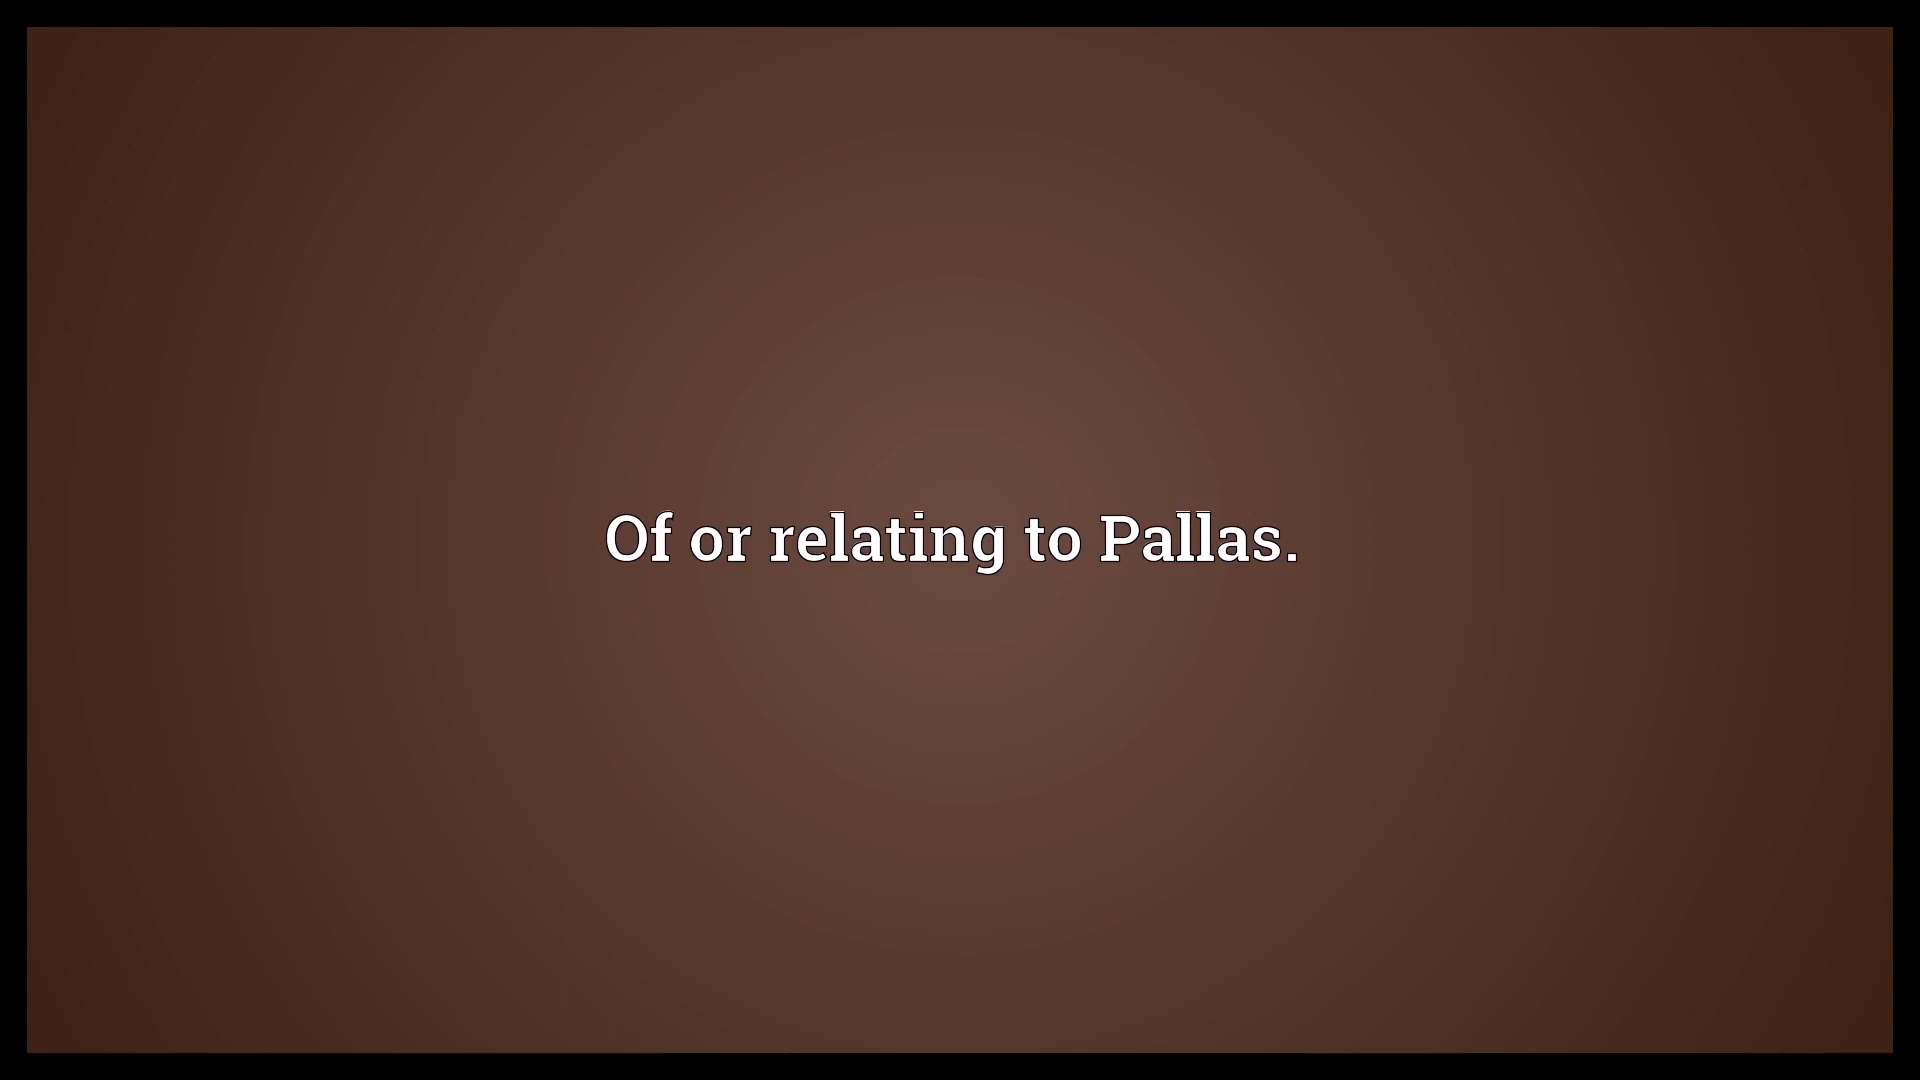 Of or relating to Pallas.